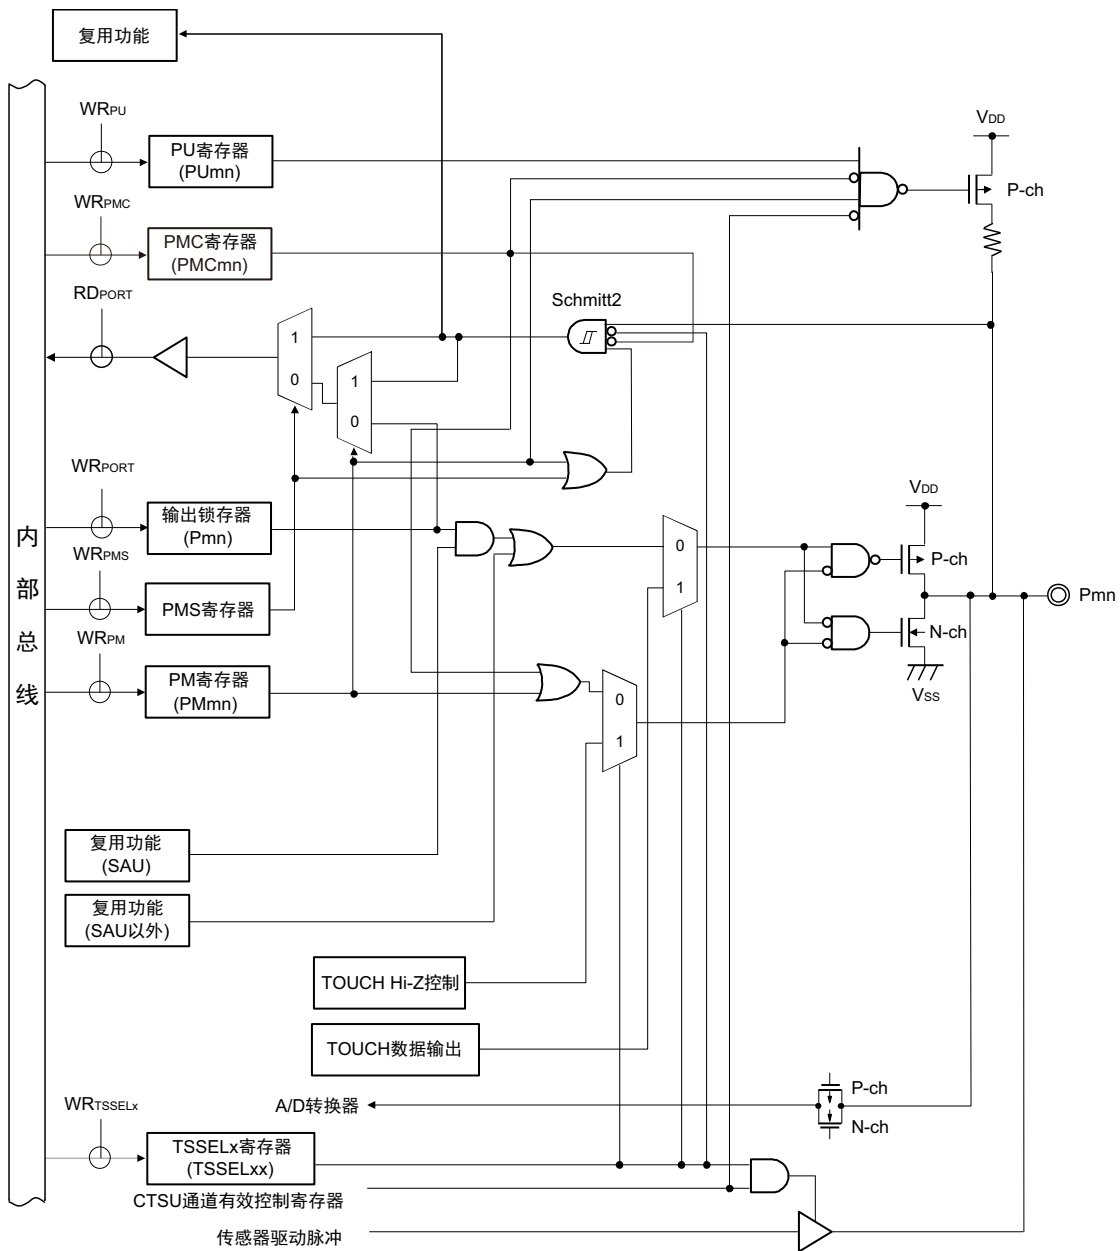 复用功能
WRPU
PU寄存器
(PUmn)
VDD
P-ch
WRPMC
PMC寄存器
(PMCmn)
RDPORT
Schmitt2
1
0
1
0
WRPORT
输出锁存器
(Pmn)
VDD
0
1
P-ch
WRPMS
PMS寄存器
Pmn
N-ch
WRPM
PM寄存器
(PMmn)
VSS
0
1
内
部
总
线
复用功能
(SAU)
复用功能
(SAU以外)
TOUCH Hi-Z控制
TOUCH数据输出
P-ch
A/D转换器
N-ch
WRTSSELx
TSSELx寄存器
(TSSELxx)
CTSU通道有效控制寄存器
传感器驱动脉冲